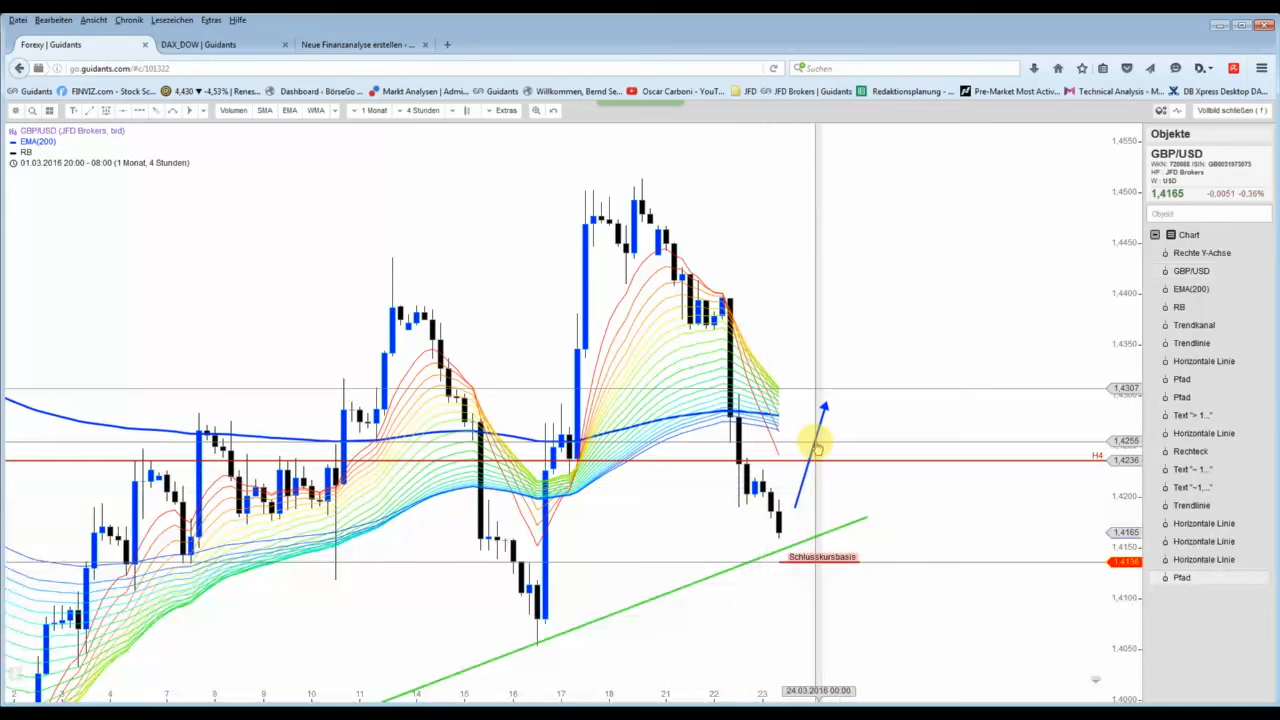 Datei Bearbeiten Ansicht Chronik Lesezeichen Extras Hilfe
Forexy | Guidants
DAX_DOW | Guidants
Neue Finanzanalyse erstellen - ...
go.guidants.com/#c/101322
Suchen
Guidants
FINVIZ.com - Stock Sc...
4,430 ▼ -4,53% | Renes...
Dashboard - BörseGo ...
Markt Analysen | Admi...
Guidants
Willkommen, Bernd Se...
Oscar Carboni - YouT...
JFD
JFD Brokers | Guidants
Redaktionsplanung - ...
Pre-Market Most Activ...
Technical Analysis - M...
DB Xpress Desktop DA...
Volumen SMA EMA WMA 1 Monat 4 Stunden Extras
Vollbild schließen ( f )
GBP/USD (JFD Brokers, bid)
EMA(200)
RB
01.03.2016 20:00 - 08:00 (1 Monat, 4 Stunden)
1,4550
1,4500
1,4450
1,4400
1,4350
1,4307
1,4255
H4
1,4236
1,4200
1,4165
1,4150
Schlusskursbasis
1,4136
1,4100
1,4050
1,4000
2 3 4 7 8 9 10 11 14 15 16 17 18 21 22 23
24.03.2016 00:00
Objekte
GBP/USD
WKN: 720088 ISIN: GB0031973075
HP : JFD Brokers
W : USD
1,4165 -0,0051 -0,36%
Objekt
Chart
Rechte Y-Achse
GBP/USD
EMA(200)
RB
Trendkanal
Trendlinie
Horizontale Linie
Pfad
Pfad
Text "> 1..."
Horizontale Linie
Rechteck
Text "~ 1..."
Text "~1,..."
Trendlinie
Horizontale Linie
Horizontale Linie
Horizontale Linie
Pfad